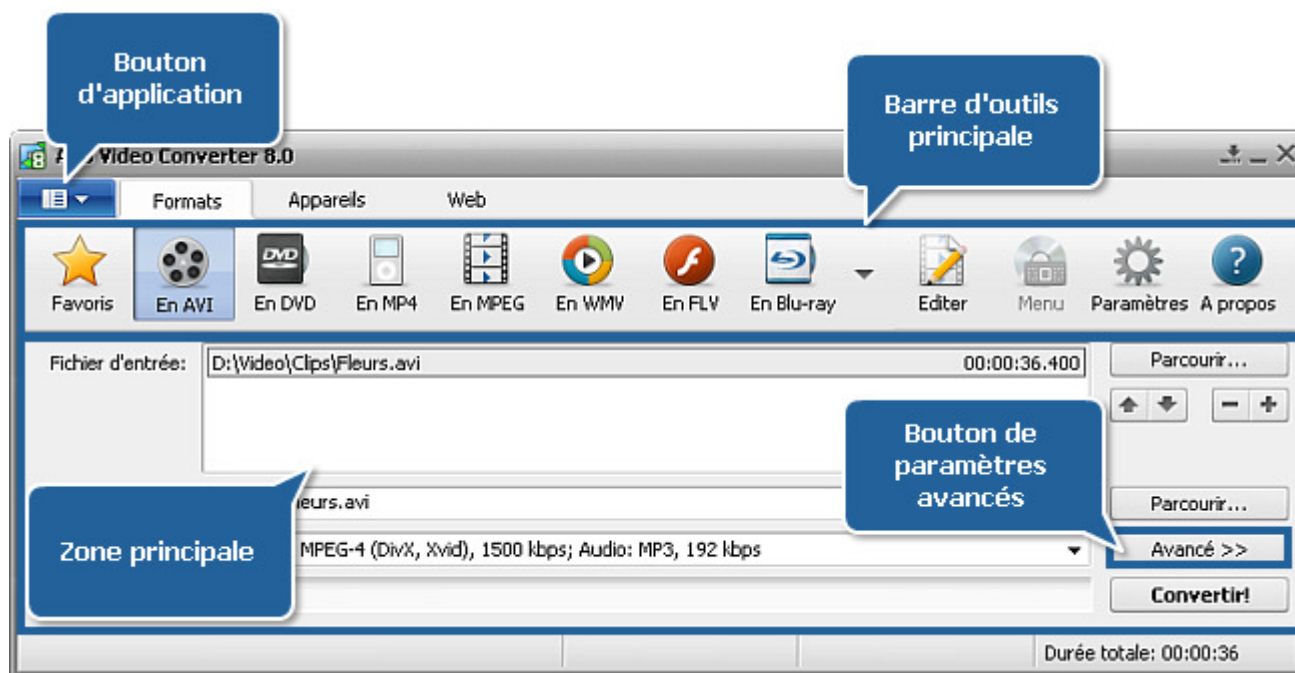 Bouton
d'application
Barre d'outils
principale
Video Converter 8.0
Formats Appareils Web
Favoris En AVI En DVD En MP4 En MPEG En WMV En FLV En Blu-ray Editer Menu Paramètres A propos
Fichier d'entrée: D:\Video\Clips\Fleurs.avi 00:00:36.400 Parcourir...
Bouton de
paramètres
avancés
leurs.avi Parcourir...
Zone principale
MPEG-4 (DivX, Xvid), 1500 kbps; Audio: MP3, 192 kbps Avancé >>
Convertir!
Durée totale: 00:00:36